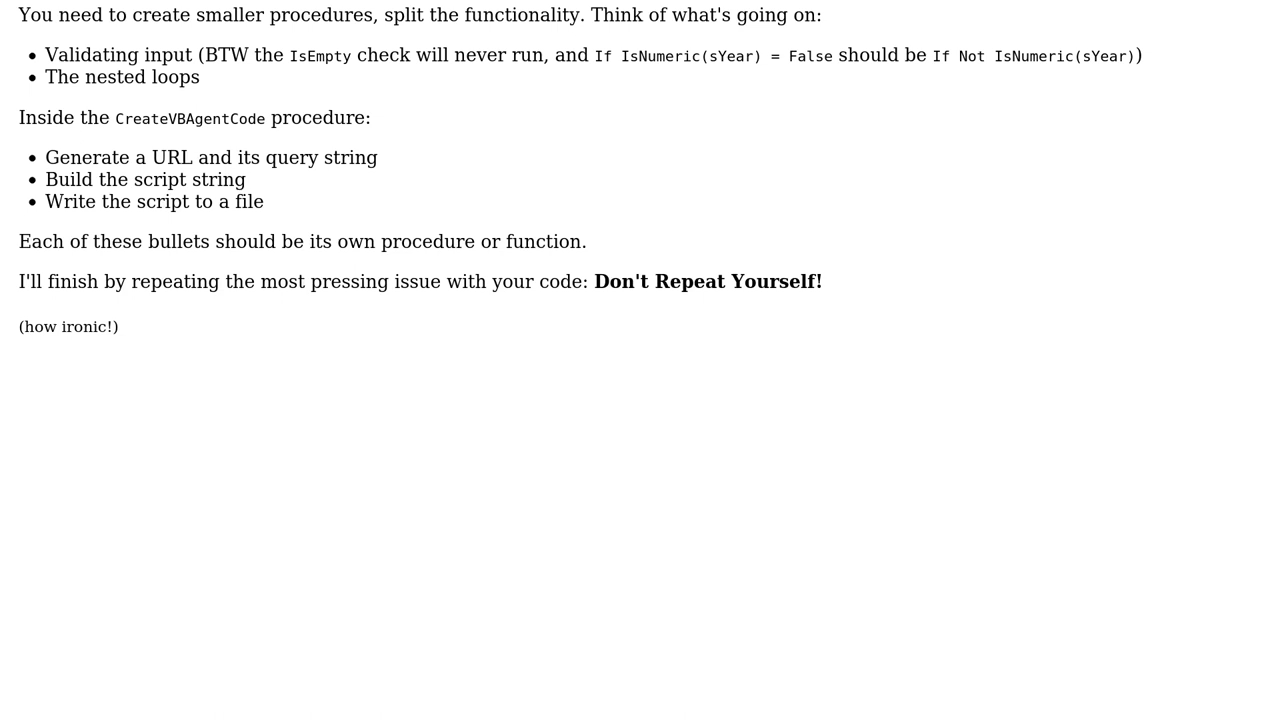 You need to create smaller procedures, split the functionality. Think of what's going on:
• Validating input (BTW the IsEmpty check will never run, and If IsNumeric(sYear) = False should be If Not IsNumeric(sYear))
• The nested loops
Inside the CreateVBAgentCode procedure:
• Generate a URL and its query string
• Build the script string
• Write the script to a file
Each of these bullets should be its own procedure or function.
I'll finish by repeating the most pressing issue with your code: Don't Repeat Yourself!
(how ironic!)